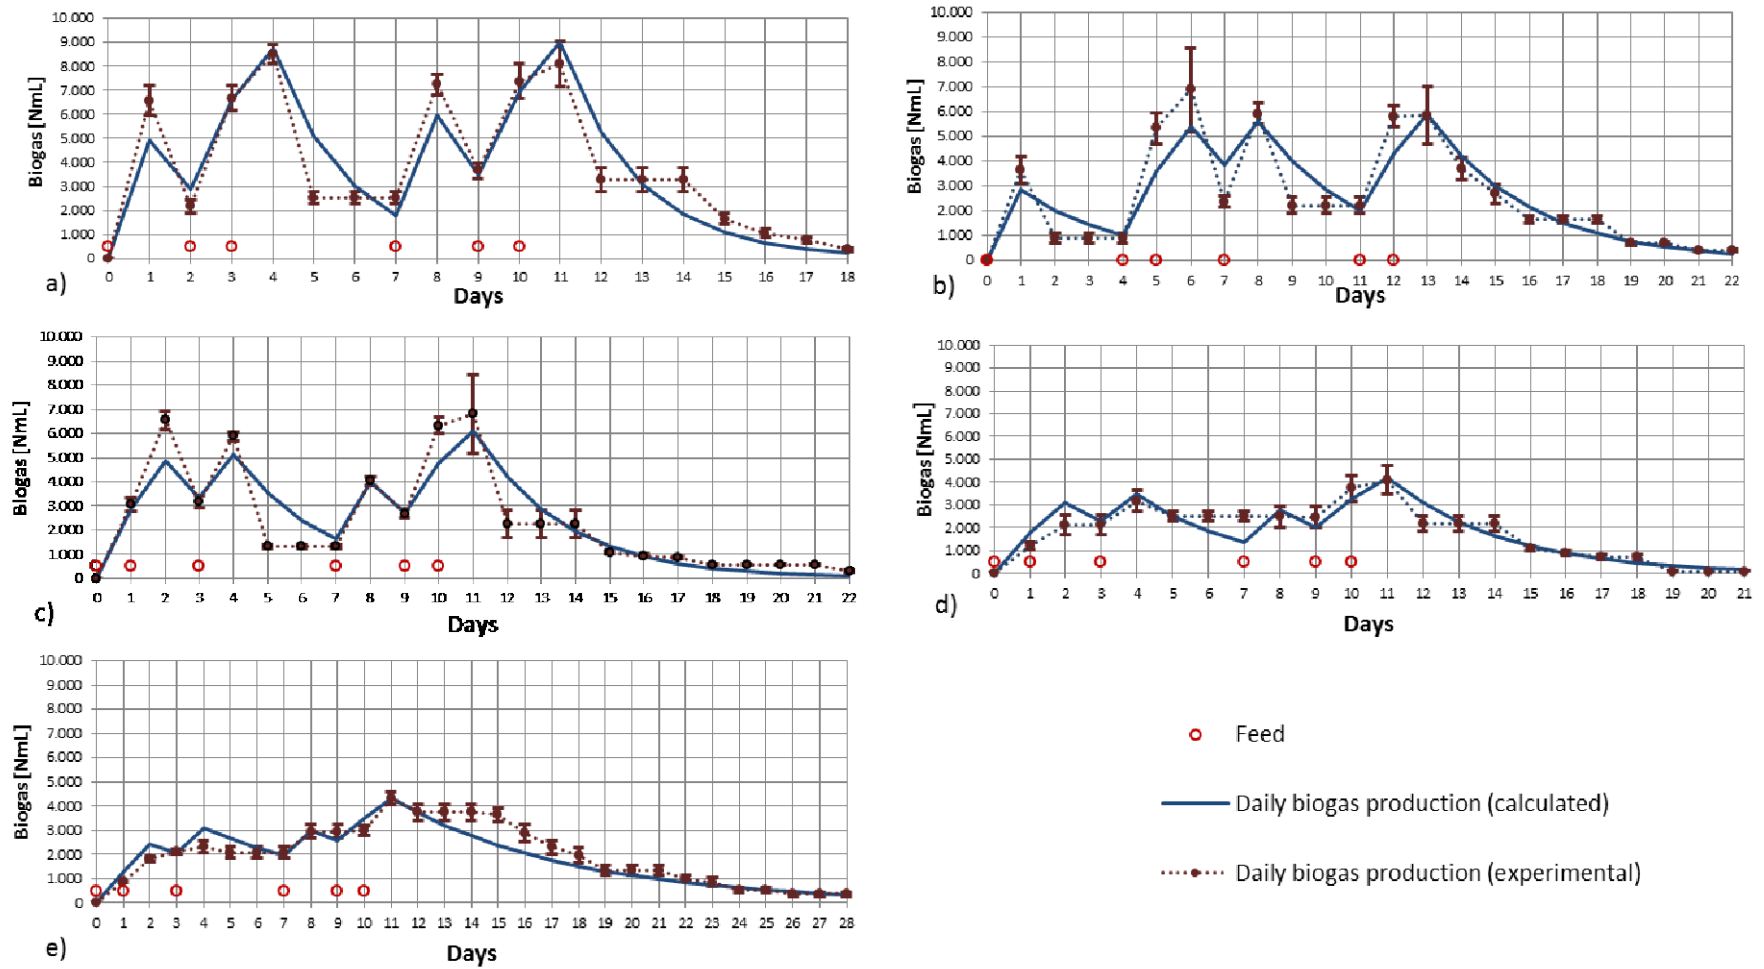 10.000
9.000
8.000
7.000
6.000
5.000
4.000
3.000
2.000
1.000
0
Biogas [NmL]
0 1 2 3 4 5 6 7 8 9 10 11 12 13 14 15 16 17 18
Days
a)
10.000
9.000
8.000
7.000
6.000
5.000
4.000
3.000
2.000
1.000
0
Biogas [NmL]
0 1 2 3 4 5 6 7 8 9 10 11 12 13 14 15 16 17 18 19 20 21 22
Days
b)
10.000
9.000
8.000
7.000
6.000
5.000
4.000
3.000
2.000
1.000
0
Biogas [NmL]
0 1 2 3 4 5 6 7 8 9 10 11 12 13 14 15 16 17 18 19 20 21 22
Days
c)
10.000
9.000
8.000
7.000
6.000
5.000
4.000
3.000
2.000
1.000
0
Biogas [NmL]
0 1 2 3 4 5 6 7 8 9 10 11 12 13 14 15 16 17 18 19 20 21
Days
d)
10.000
9.000
8.000
7.000
6.000
5.000
4.000
3.000
2.000
1.000
0
Biogas [NmL]
0 1 2 3 4 5 6 7 8 9 10 11 12 13 14 15 16 17 18 19 20 21 22 23 24 25 26 27 28
Days
e)
Feed
Daily biogas production (calculated)
Daily biogas production (experimental)